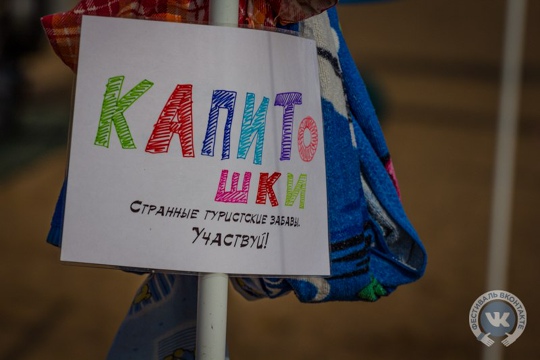 КАПИТО
ШКИ
СТРАННЫЕ ТУРИСТСКИЕ ЗАБАВЫ.
УЧАСТВУЙ!
ФЕСТИВАЛЬ ВКОНТАКТЕ